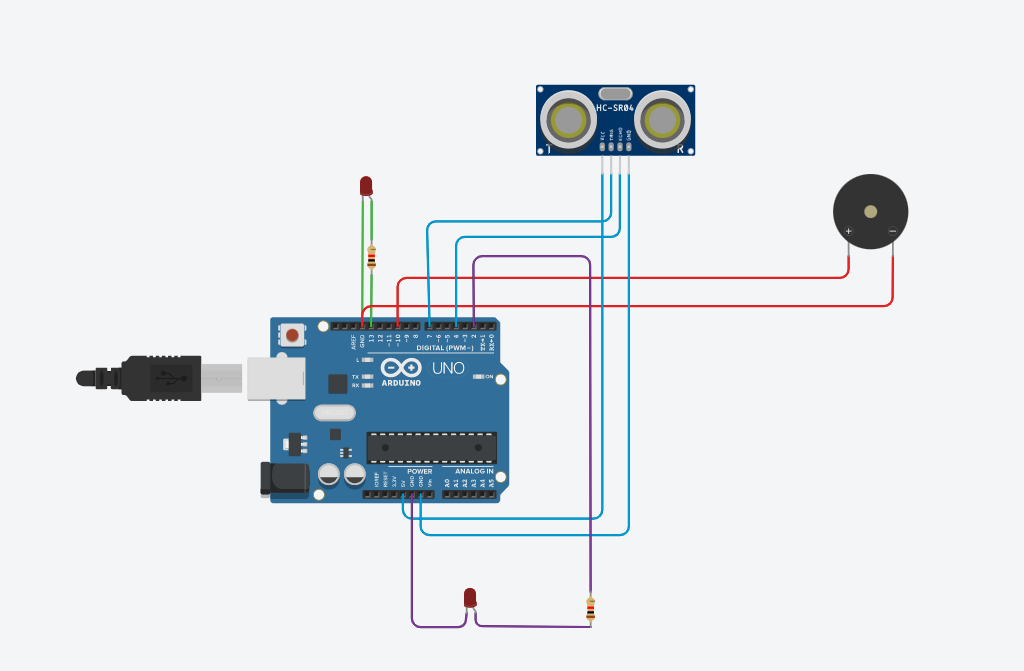 HC-SR04
VCC
TRIG
ECHO
GND
T
R
+
−
AREF
GND
13
12
~11
~10
~9
8
7
~6
~5
4
~3
2
TX→1
RX←0
DIGITAL (PWM~)
L
TX
RX
ARDUINO
UNO
ON
POWER
ANALOG IN
IOREF
RESET
3.3V
5V
GND
GND
Vin
A0
A1
A2
A3
A4
A5